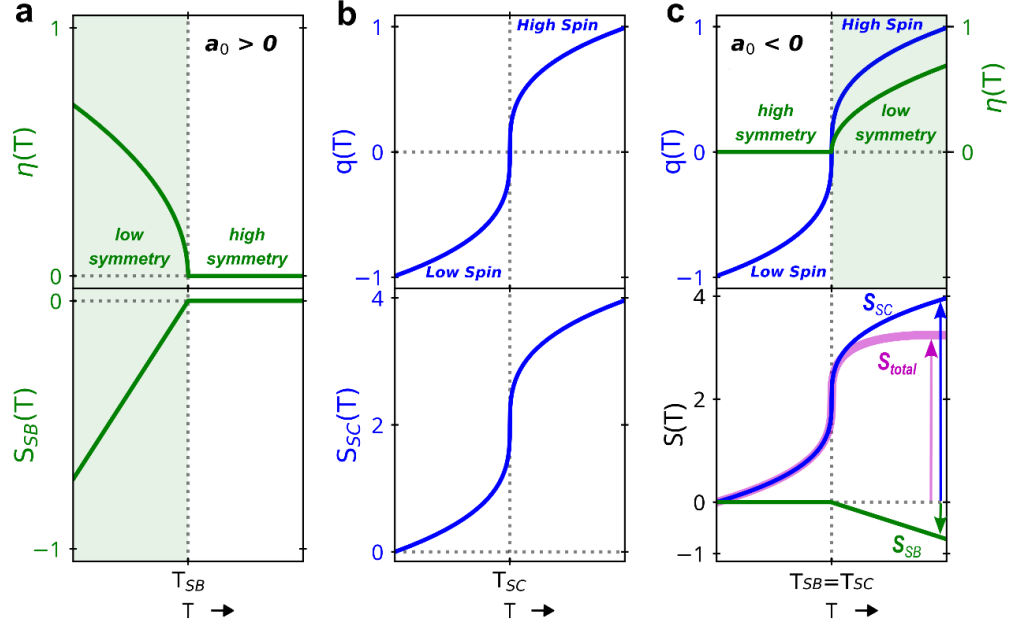 a
1
a₀ > 0
η(T)
low
symmetry
high
symmetry
0
0
S_SB(T)
−1
T_SB
T →
b
1
High Spin
q(T)
0
−1
Low Spin
4
S_SC(T)
2
0
T_SC
T →
c
1
a₀ < 0
High Spin
1
η(T)
high
symmetry
low
symmetry
q(T)
0
0
−1
Low Spin
4
S_SC
S_total
2
S(T)
0
S_SB
−1
T_SB=T_SC
T →